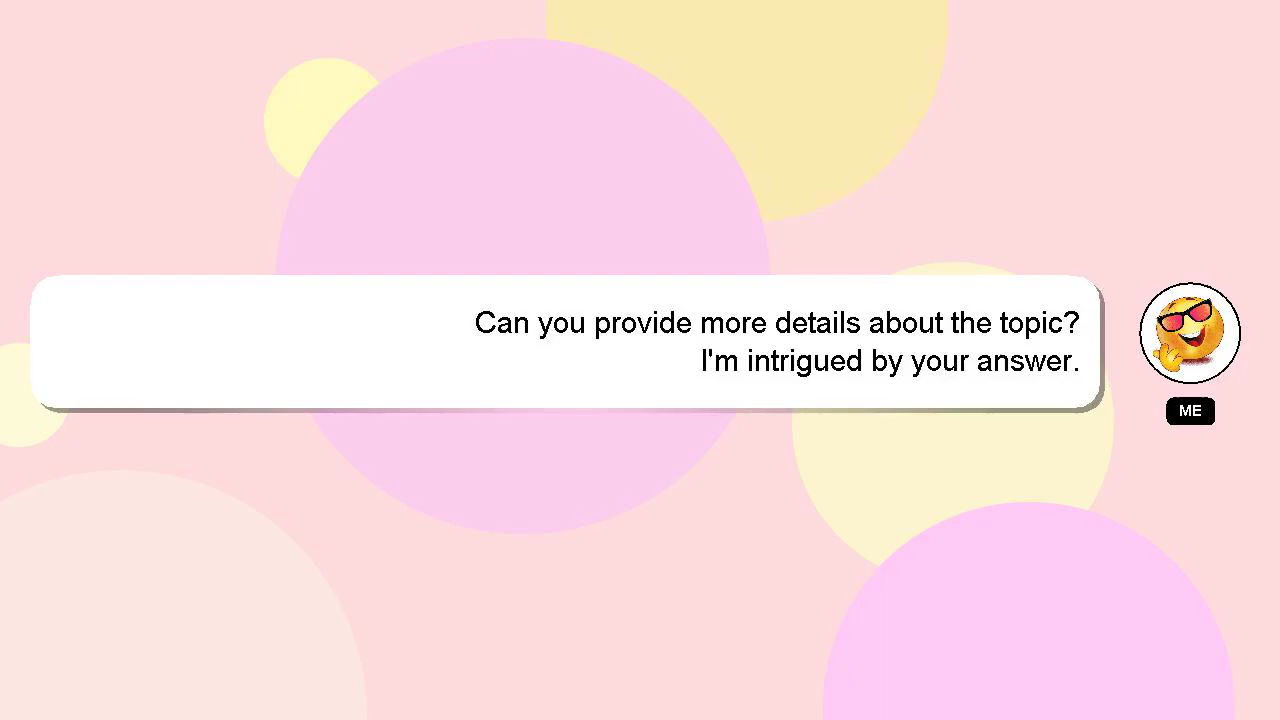 Can you provide more details about the topic?
I'm intrigued by your answer.
ME